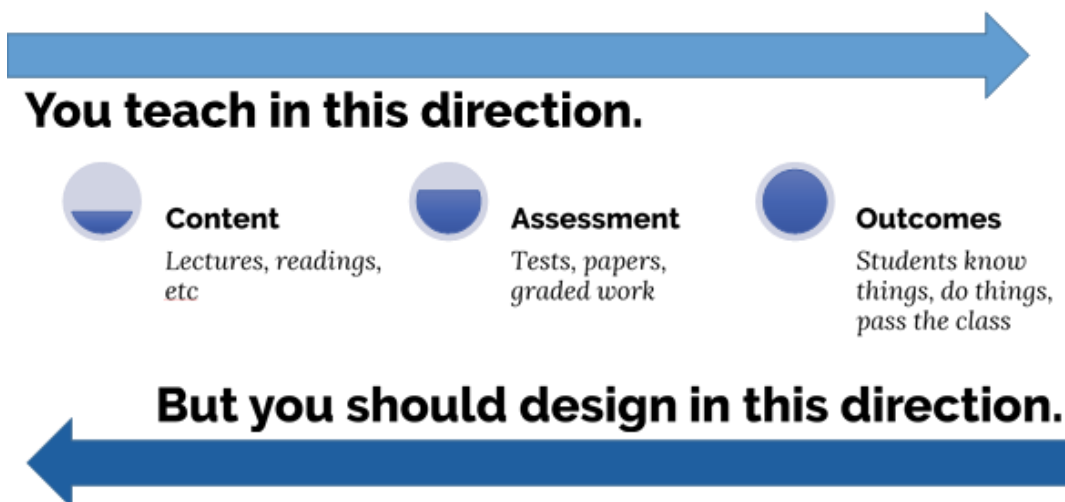 You teach in this direction.
Content
Lectures, readings,
etc
Assessment
Tests, papers,
graded work
Outcomes
Students know
things, do things,
pass the class
But you should design in this direction.